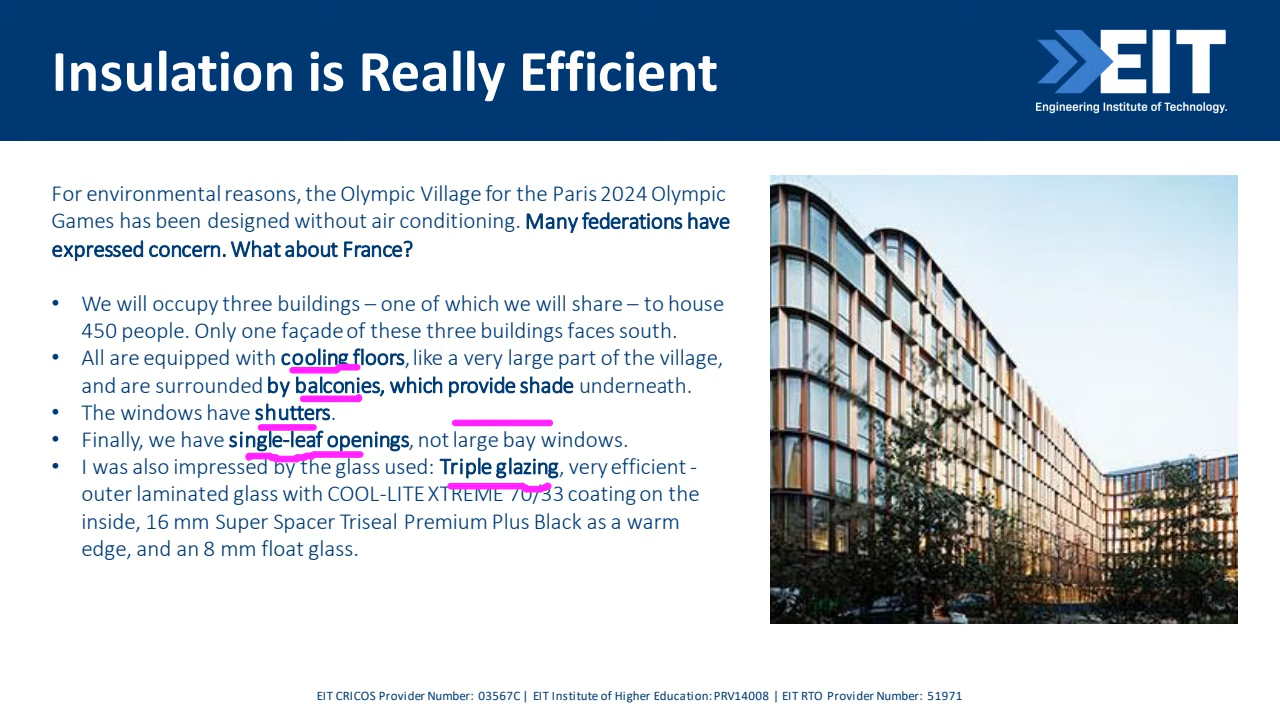 Insulation is Really Efficient
EIT
Engineering Institute of Technology.
For environmental reasons, the Olympic Village for the Paris 2024 Olympic
Games has been designed without air conditioning. Many federations have
expressed concern. What about France?
• We will occupy three buildings – one of which we will share – to house
450 people. Only one façade of these three buildings faces south.
• All are equipped with cooling floors, like a very large part of the village,
and are surrounded by balconies, which provide shade underneath.
• The windows have shutters.
• Finally, we have single-leaf openings, not large bay windows.
• I was also impressed by the glass used: Triple glazing, very efficient -
outer laminated glass with COOL-LITE XTREME 70/33 coating on the
inside, 16 mm Super Spacer Triseal Premium Plus Black as a warm
edge, and an 8 mm float glass.
EIT CRICOS Provider Number: 03567C | EIT Institute of Higher Education: PRV14008 | EIT RTO Provider Number: 51971